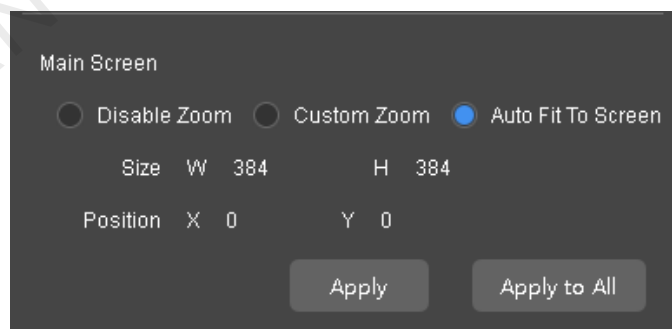 Main Screen
Disable Zoom Custom Zoom Auto Fit To Screen
Size W 384 H 384
Position X 0 Y 0
Apply Apply to All